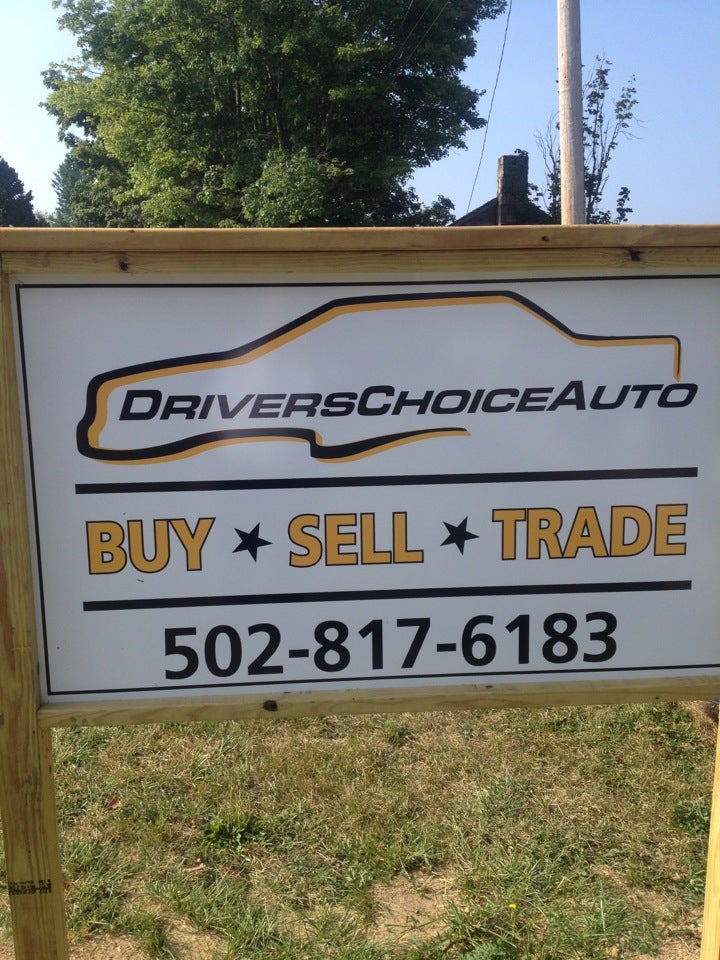 DRIVERSCHOICEAUTO
BUY ★ SELL ★ TRADE
502-817-6183